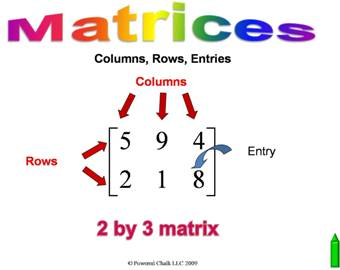 Matrices
Columns, Rows, Entries
Columns
5 9 4
Entry
Rows
2 1 8
2 by 3 matrix
© Powered Chalk LLC 2009